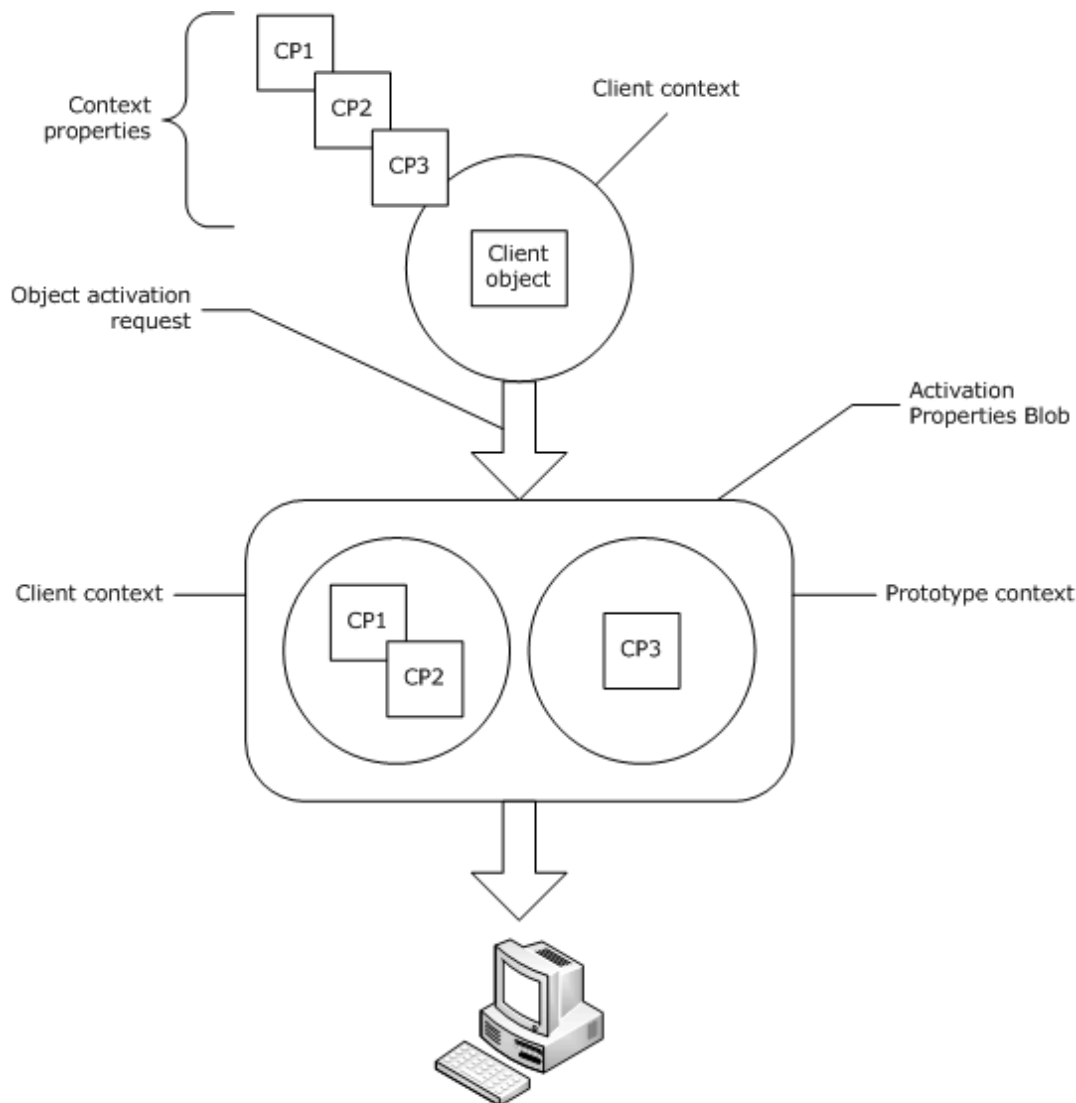 CP1
Context
properties
CP2
CP3
Client context
Client
object
Object activation
request
Activation
Properties Blob
Client context
CP1
CP2
CP3
Prototype context